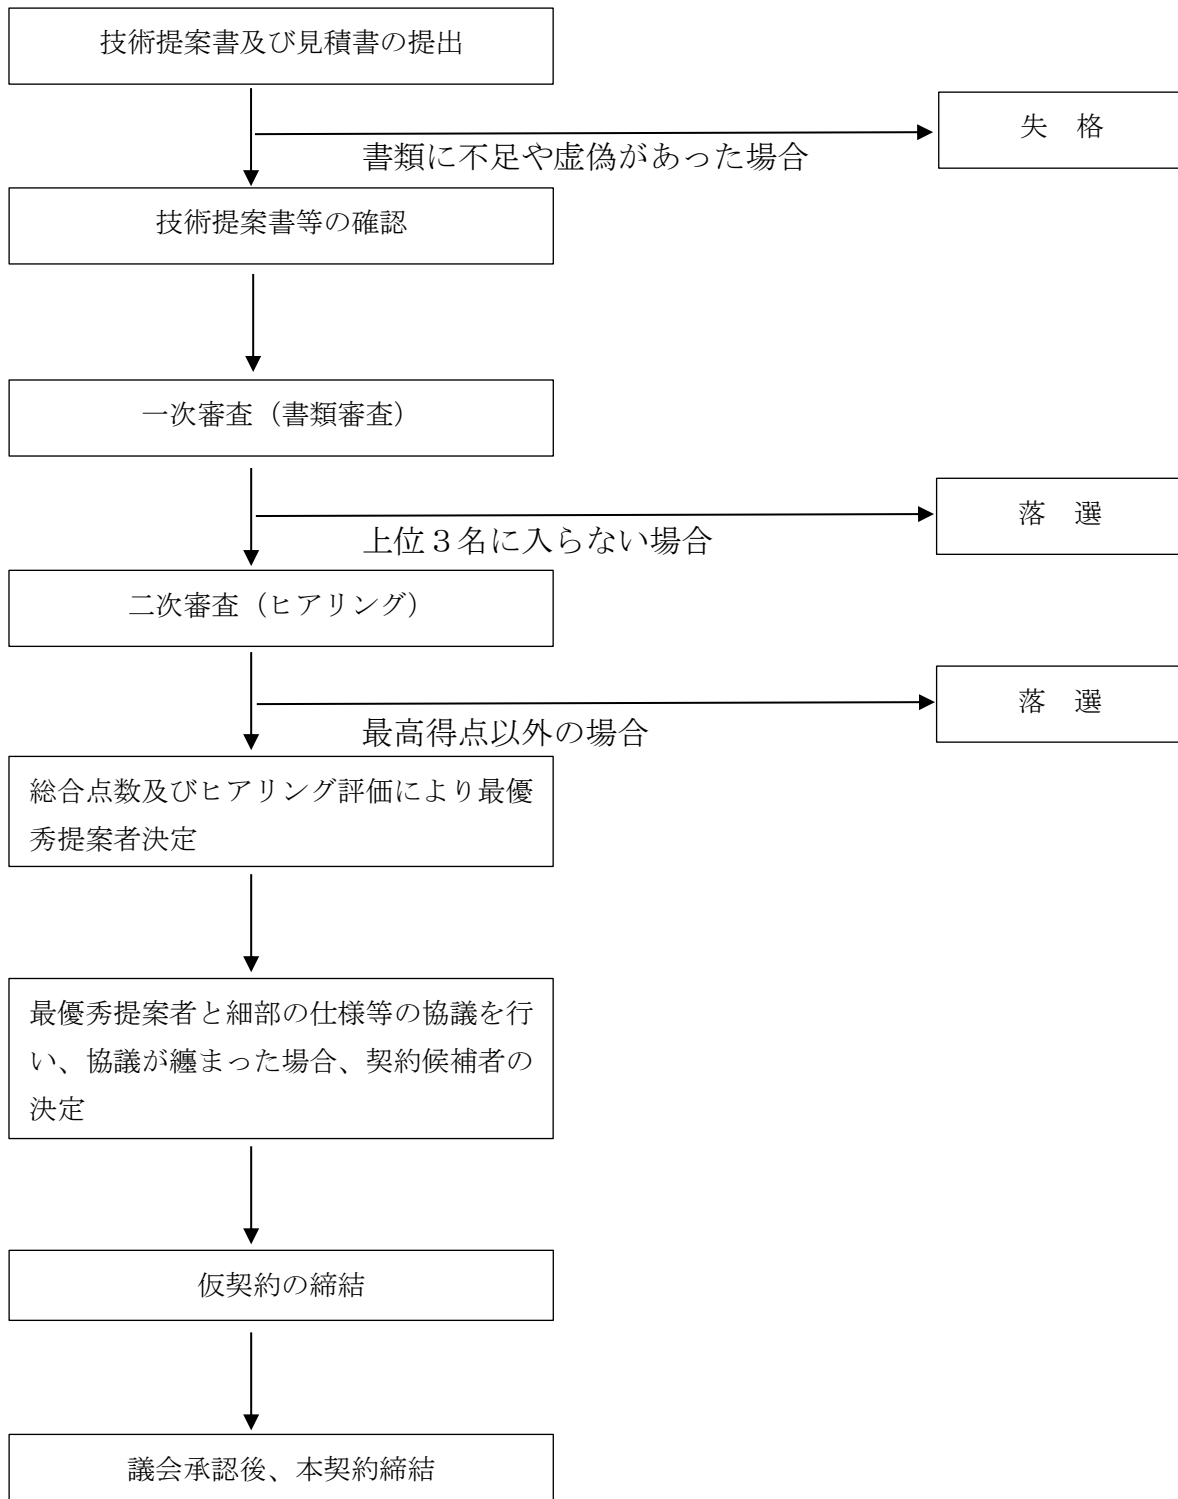 技術提案書及び見積書の提出
失　格
書類に不足や虚偽があった場合
技術提案書等の確認
一次審査（書類審査）
落　選
上位３名に入らない場合
二次審査（ヒアリング）
落　選
最高得点以外の場合
総合点数及びヒアリング評価により最優
秀提案者決定
最優秀提案者と細部の仕様等の協議を行
い、協議が纏まった場合、契約候補者の
決定
仮契約の締結
議会承認後、本契約締結